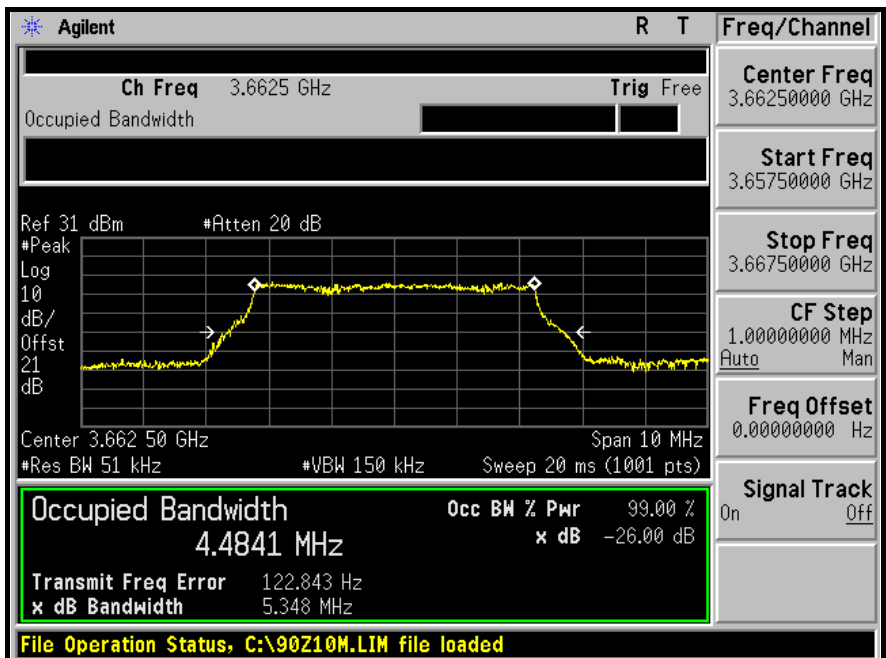 Agilent R T Freq/Channel
Ch Freq 3.6625 GHz Trig Free
Occupied Bandwidth
Center Freq
3.66250000 GHz
Start Freq
3.65750000 GHz
Stop Freq
3.66750000 GHz
CF Step
1.00000000 MHz
Auto Man
Freq Offset
0.00000000 Hz
Signal Track
On Off
Ref 31 dBm #Atten 20 dB
#Peak
Log
10
dB/
Offst
21
dB
Center 3.662 50 GHz Span 10 MHz
#Res BW 51 kHz #VBW 150 kHz Sweep 20 ms (1001 pts)
Occupied Bandwidth Occ BW % Pwr 99.00 %
4.4841 MHz x dB -26.00 dB
Transmit Freq Error 122.843 Hz
x dB Bandwidth 5.348 MHz
File Operation Status, C:\90Z10M.LIM file loaded